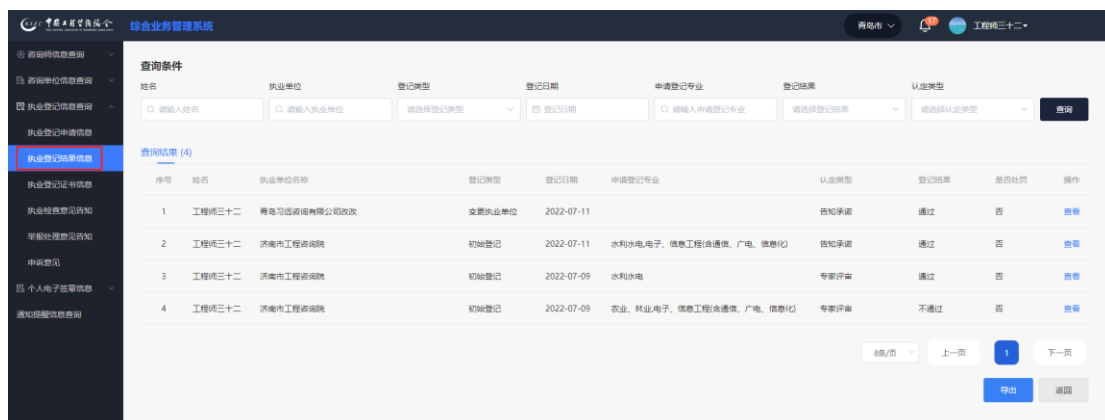 中国工程咨询协会 综合业务管理系统 青岛市 17 工程师三十二
咨询师信息查询
咨询单位信息查询
执业登记信息查询
执业登记申请信息
执业登记结果信息
执业登记证书信息
执业检查意见告知
举报处理意见告知
申诉意见
个人电子签章信息
通知提醒信息查询
查询条件
姓名 执业单位 登记类型 登记日期 申请登记专业 登记结果 认定类型
请输入姓名 请输入执业单位 请选择登记类型 登记日期 请输入申请登记专业 请选择登记结果 请选择认定类型 查询
查询结果 (4)
序号 姓名 执业单位名称 登记类型 登记日期 申请登记专业 认定类型 登记结果 是否处罚 操作
1 工程师三十二 青岛习远咨询有限公司改改 变更执业单位 2022-07-11 告知承诺 通过 否 查看
2 工程师三十二 济南市工程咨询院 初始登记 2022-07-11 水利水电,电子、信息工程(含通信、广电、信息化) 告知承诺 通过 否 查看
3 工程师三十二 济南市工程咨询院 初始登记 2022-07-09 水利水电 专家评审 通过 否 查看
4 工程师三十二 济南市工程咨询院 初始登记 2022-07-09 农业、林业,电子、信息工程(含通信、广电、信息化) 专家评审 不通过 否 查看
8条/页 上一页 1 下一页
导出 返回